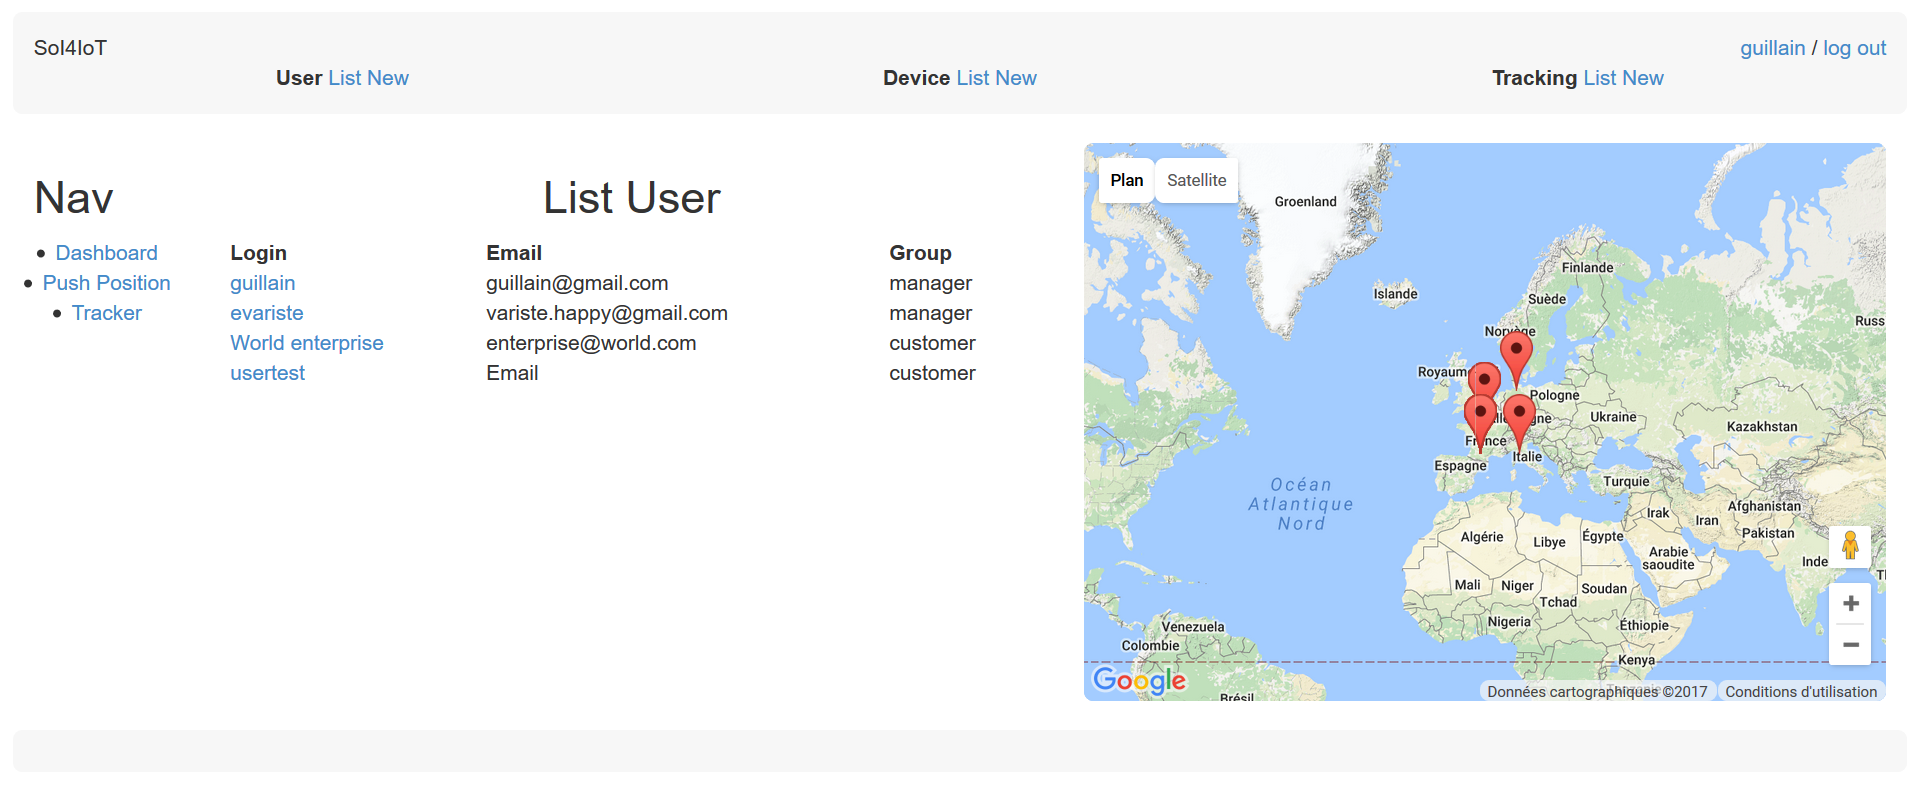 Sol4IoT
guillain / log out
User List New
Device List New
Tracking List New
Nav
Dashboard
Push Position
Tracker
List User
Login Email Group
guillain guillain@gmail.com manager
evariste variste.happy@gmail.com manager
World enterprise enterprise@world.com customer
usertest Email customer
Plan Satellite
Groenland
Finlande
Islande
Suède
Norvège
Russ
Royaum
Pologne
Ukraine
Kazakhstan
France
Italie
Espagne
Turquie
Océan
Atlantique
Nord
Afghanistan
Irak
Iran
Pakistan
Algérie
Libye
Égypte
Arabie
saoudite
Inde
Mali
Niger
Soudan
Tchad
Nigeria
Éthiopie
Venezuela
Colombie
Kenya
Brésil
Google
Données cartographiques ©2017
Conditions d'utilisation